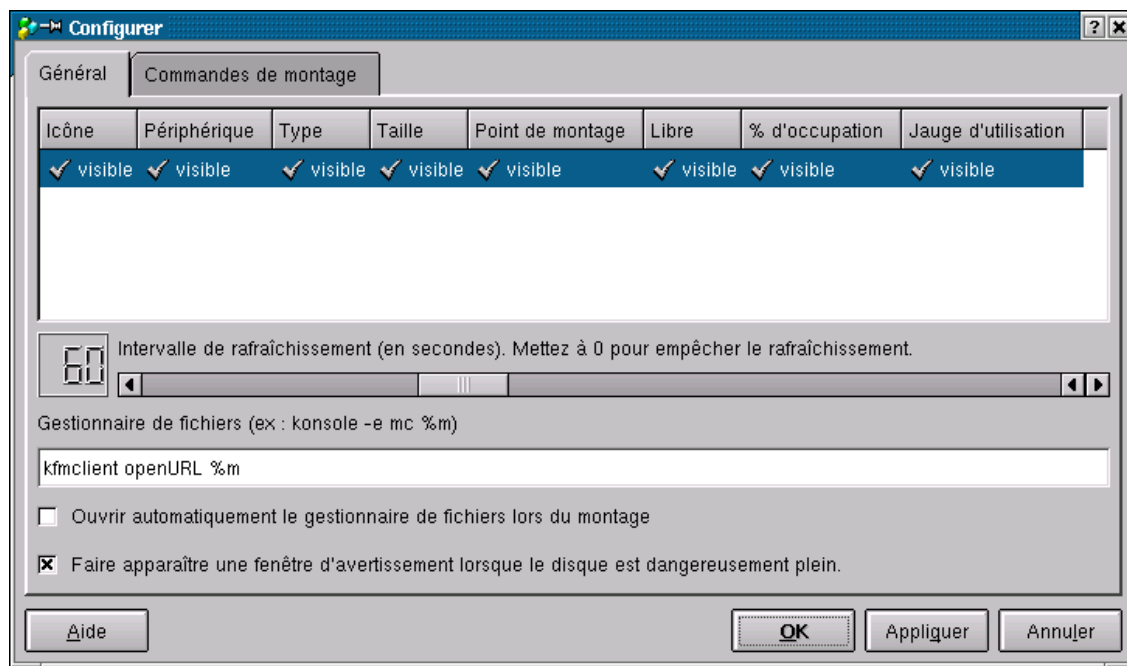 Configurer
Général Commandes de montage
Icône Périphérique Type Taille Point de montage Libre % d'occupation Jauge d'utilisation
visible visible visible visible visible visible visible visible
60 Intervalle de rafraîchissement (en secondes). Mettez à 0 pour empêcher le rafraîchissement.
Gestionnaire de fichiers (ex : konsole -e mc %m)
kfmclient openURL %m
Ouvrir automatiquement le gestionnaire de fichiers lors du montage
Faire apparaître une fenêtre d'avertissement lorsque le disque est dangereusement plein.
Aide OK Appliquer Annuler